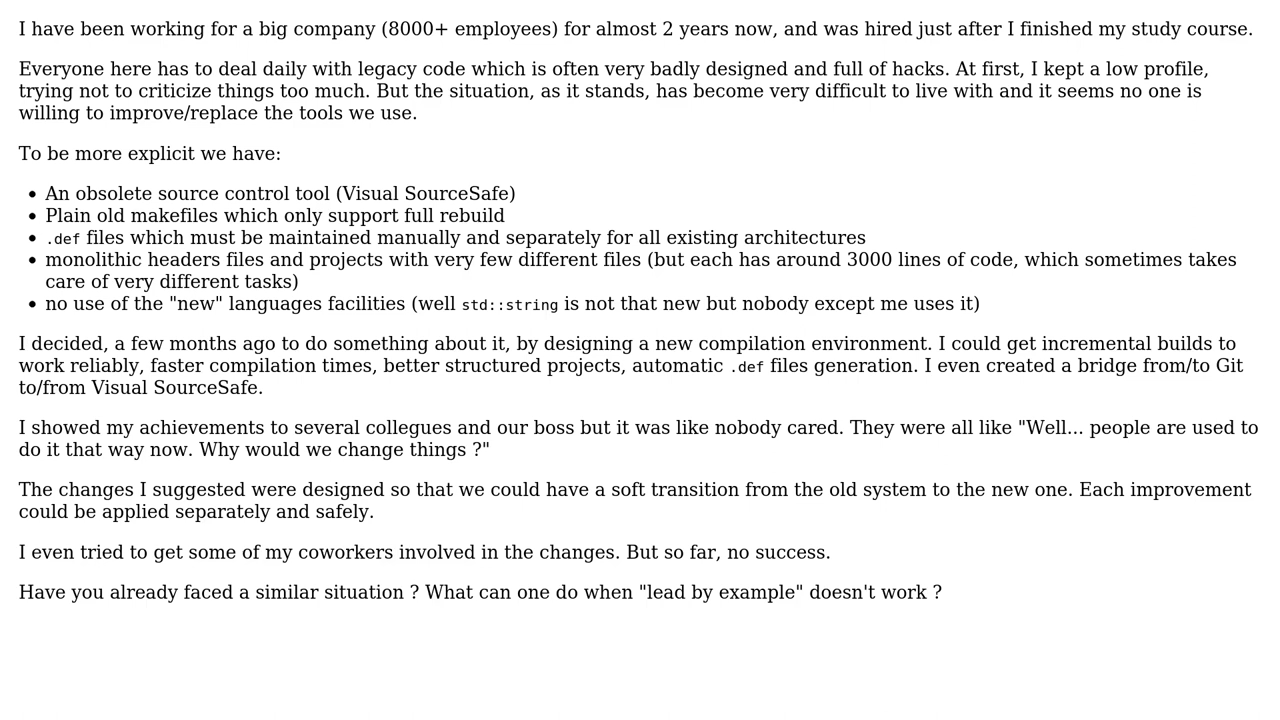 I have been working for a big company (8000+ employees) for almost 2 years now, and was hired just after I finished my study course.
Everyone here has to deal daily with legacy code which is often very badly designed and full of hacks. At first, I kept a low profile,
trying not to criticize things too much. But the situation, as it stands, has become very difficult to live with and it seems no one is
willing to improve/replace the tools we use.
To be more explicit we have:
• An obsolete source control tool (Visual SourceSafe)
• Plain old makefiles which only support full rebuild
• .def files which must be maintained manually and separately for all existing architectures
• monolithic headers files and projects with very few different files (but each has around 3000 lines of code, which sometimes takes
care of very different tasks)
• no use of the "new" languages facilities (well std::string is not that new but nobody except me uses it)
I decided, a few months ago to do something about it, by designing a new compilation environment. I could get incremental builds to
work reliably, faster compilation times, better structured projects, automatic .def files generation. I even created a bridge from/to Git
to/from Visual SourceSafe.
I showed my achievements to several collegues and our boss but it was like nobody cared. They were all like "Well... people are used to
do it that way now. Why would we change things ?"
The changes I suggested were designed so that we could have a soft transition from the old system to the new one. Each improvement
could be applied separately and safely.
I even tried to get some of my coworkers involved in the changes. But so far, no success.
Have you already faced a similar situation ? What can one do when "lead by example" doesn't work ?